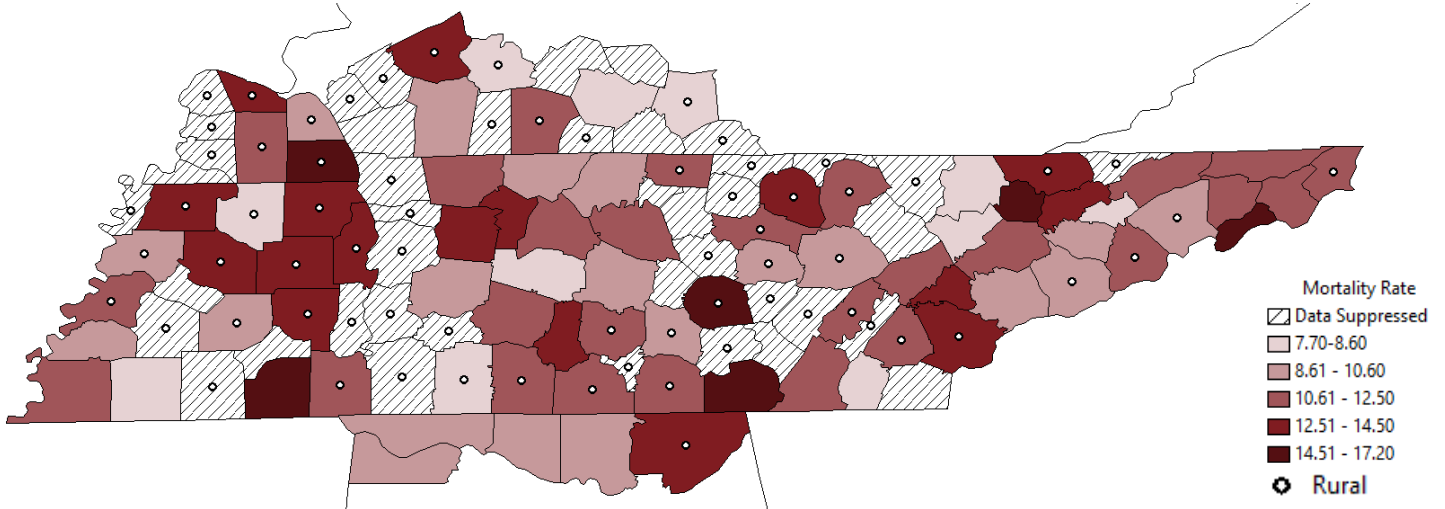 Mortality Rate
Data Suppressed
7.70-8.60
8.61 - 10.60
10.61 - 12.50
12.51 - 14.50
14.51 - 17.20
Rural